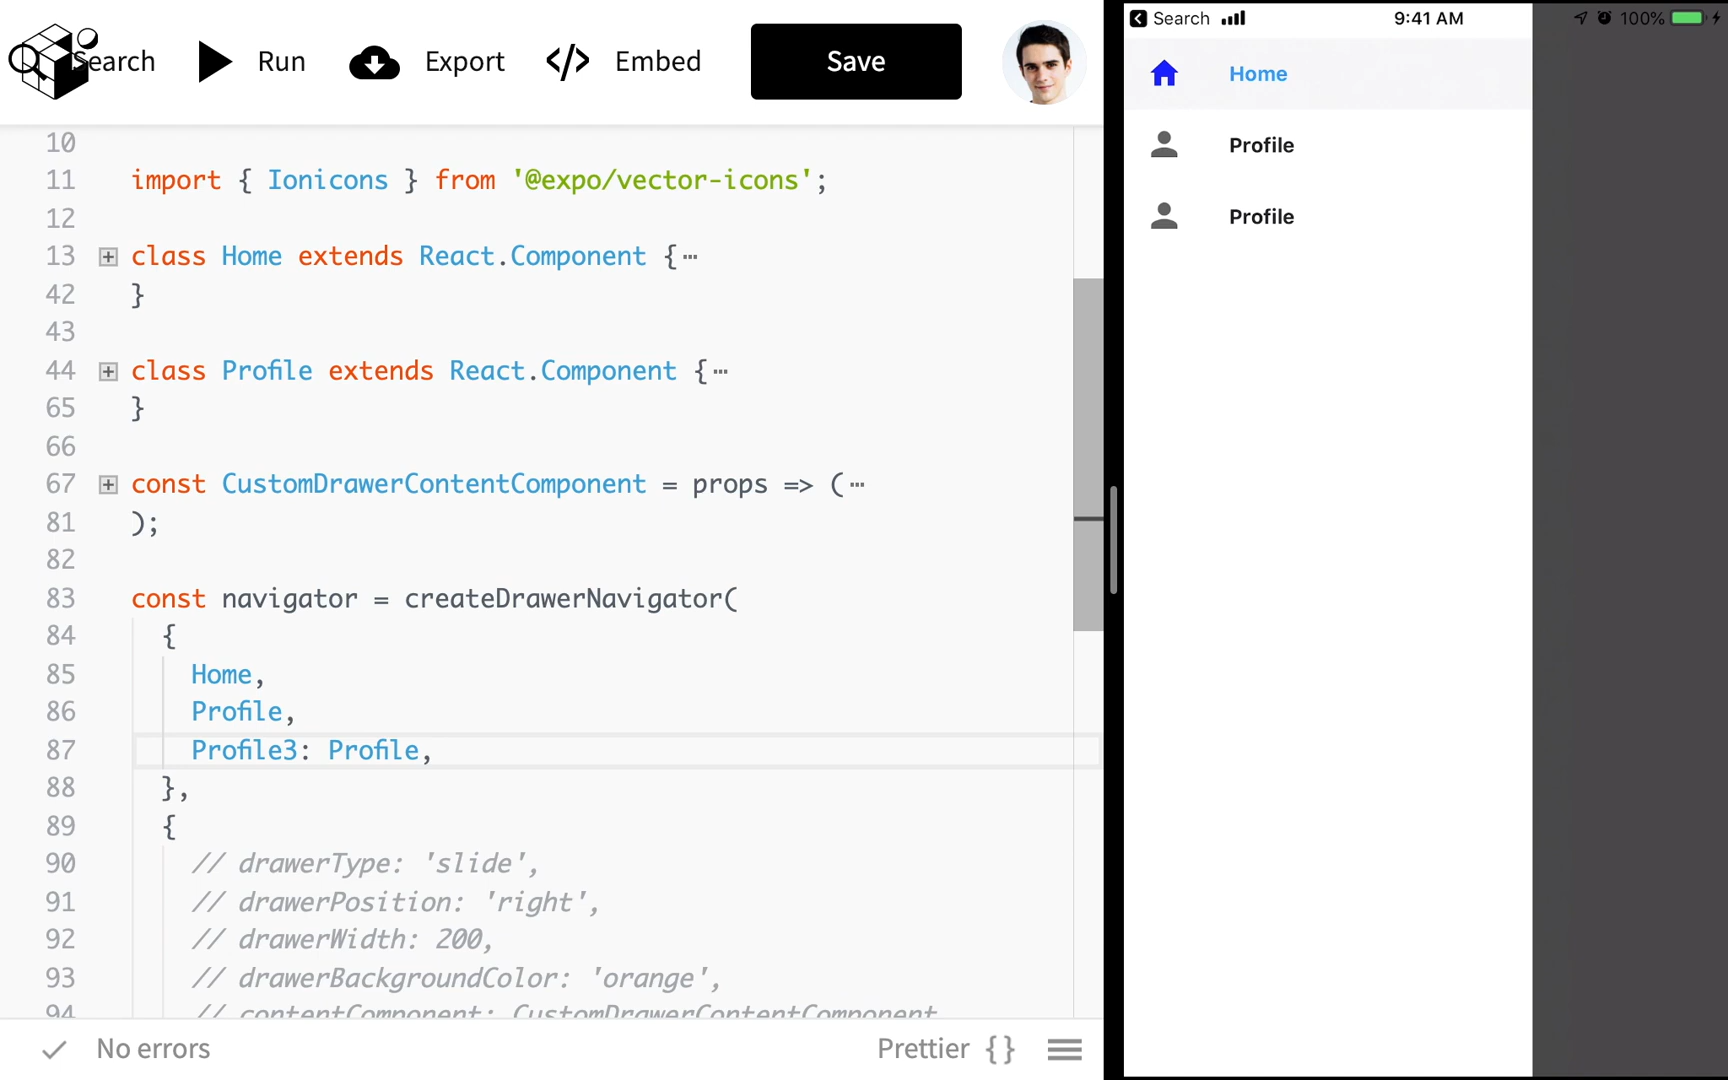 Search Run Export Embed Save
10
11 import { Ionicons } from '@expo/vector-icons';
12
13 class Home extends React.Component {⋯
42 }
43
44 class Profile extends React.Component {⋯
65 }
66
67 const CustomDrawerContentComponent = props => (⋯
81 );
82
83 const navigator = createDrawerNavigator(
84 {
85 Home,
86 Profile,
87 Profile3: Profile,
88 },
89 {
90 // drawerType: 'slide',
91 // drawerPosition: 'right',
92 // drawerWidth: 200,
93 // drawerBackgroundColor: 'orange',
94 // contentComponent: CustomDrawerContentComponent
No errors Prettier {}
Search 9:41 AM 100%
Home
Profile
Profile